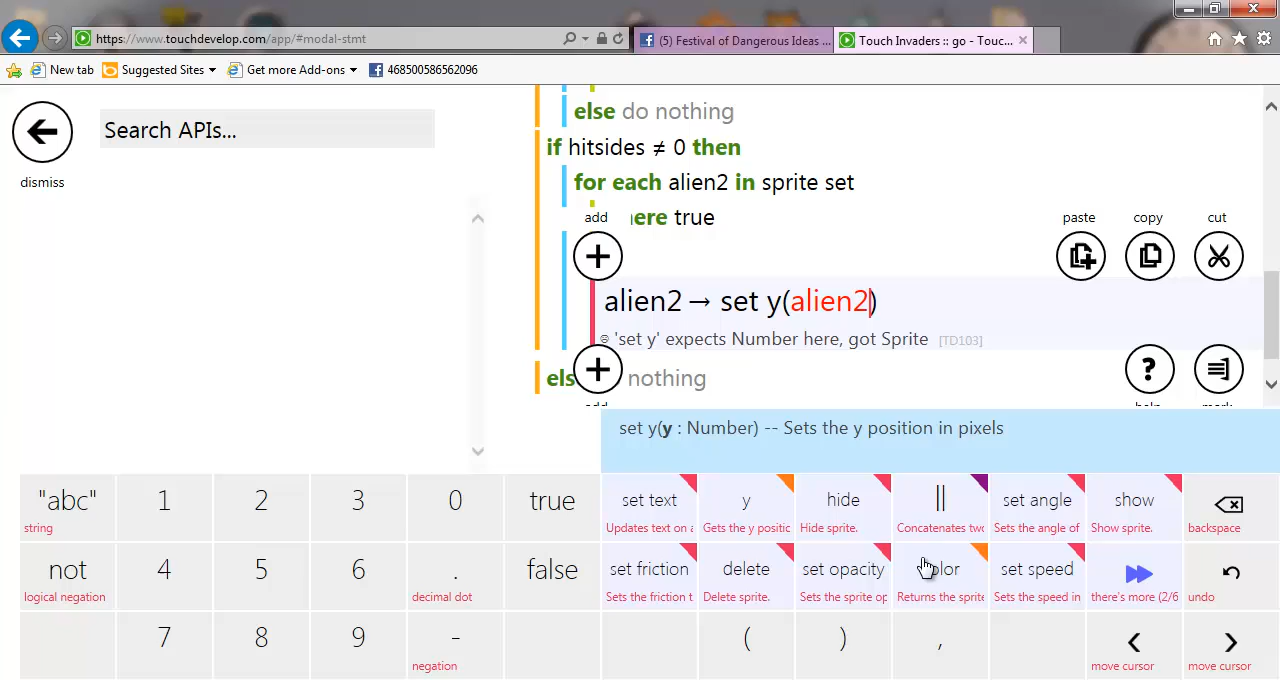 https://www.touchdevelop.com/app/#modal-stmt
(5) Festival of Dangerous Ideas ...
Touch Invaders :: go - Touc...
New tab
Suggested Sites
Get more Add-ons
468500586562096
dismiss
Search APIs...
else do nothing
if hitsides ≠ 0 then
for each alien2 in sprite set
ere true
add
paste
copy
cut
alien2 → set y(alien2)
'set y' expects Number here, got Sprite [TD103]
nothing
set y(y : Number) -- Sets the y position in pixels
"abc"
string
1
2
3
0
true
set text
Updates text on a
y
Gets the y positic
hide
Hide sprite.
||
Concatenates twc
set angle
Sets the angle of
show
Show sprite.
backspace
not
logical negation
4
5
6
.
decimal dot
false
set friction
Sets the friction t
delete
Delete sprite.
set opacity
Sets the sprite op
olor
Returns the sprite
set speed
Sets the speed in
there's more (2/6
undo
7
8
9
-
negation
(
)
,
move cursor
move cursor